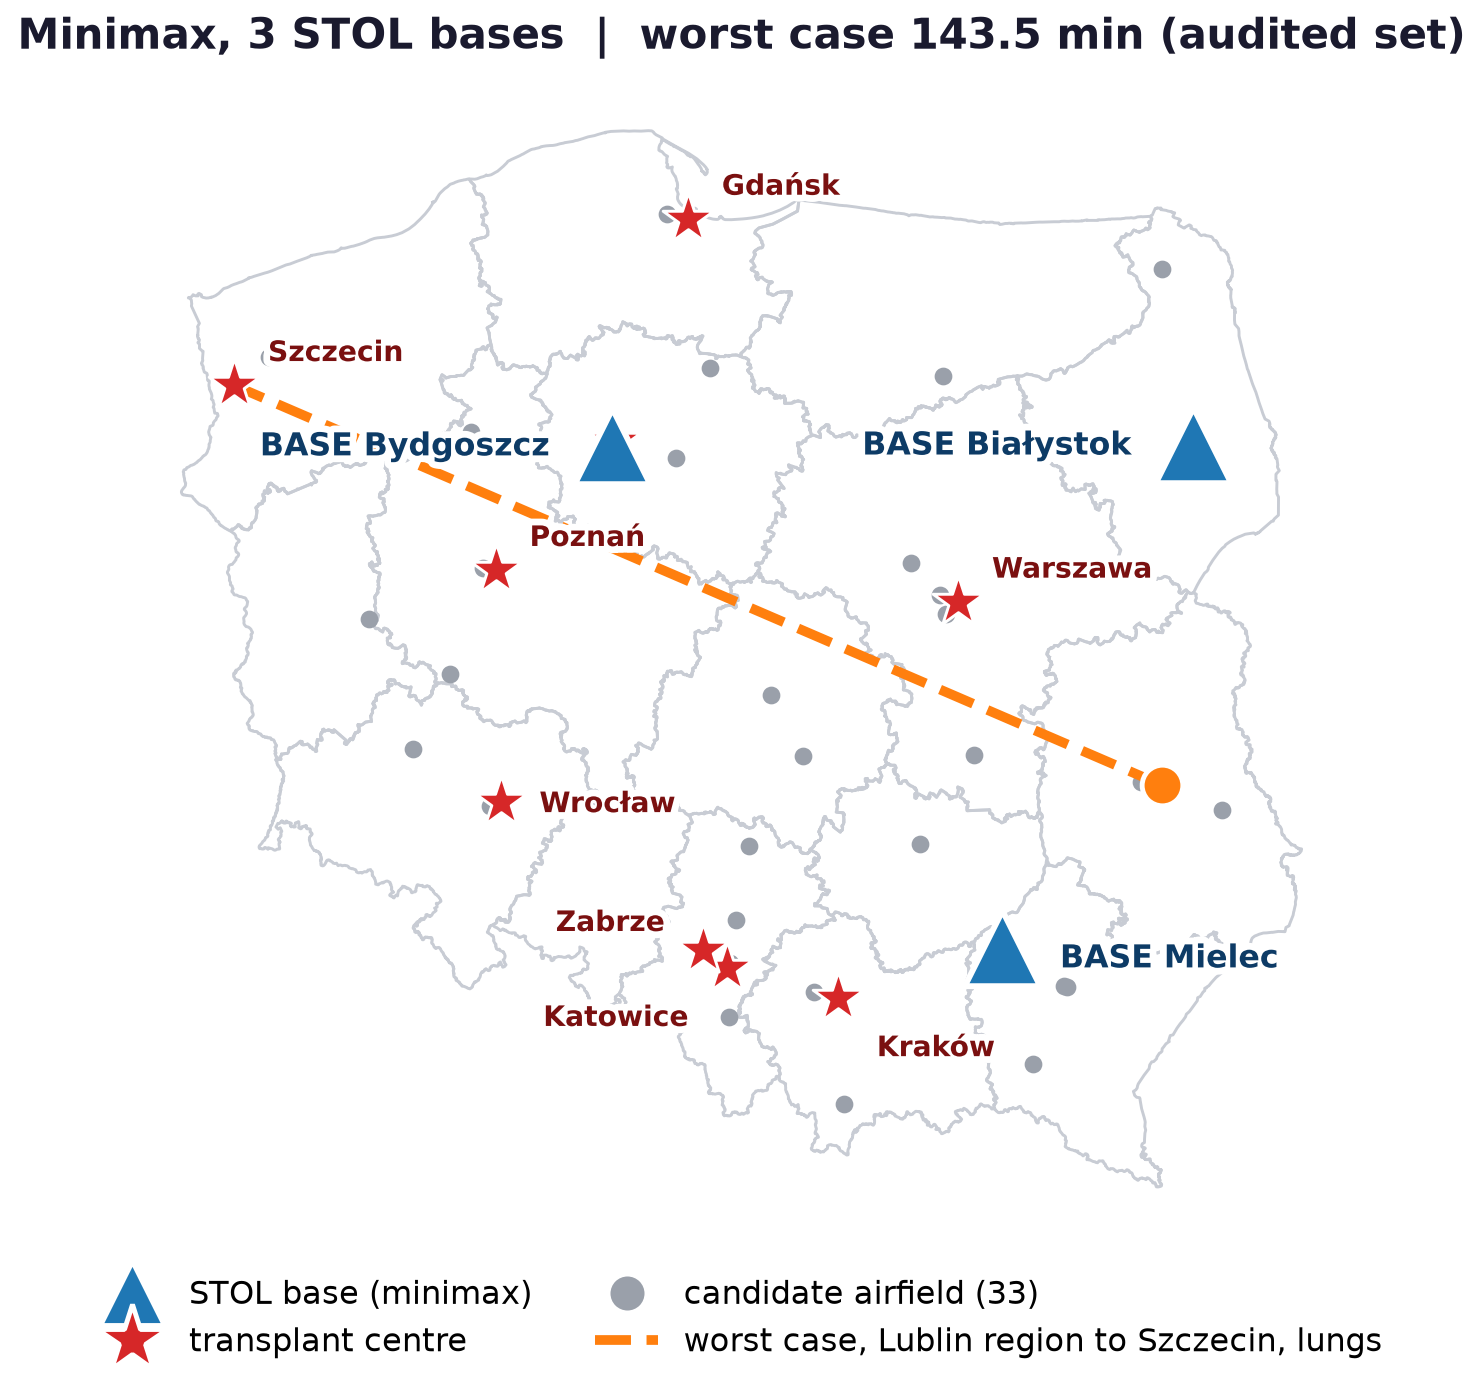 Minimax, 3 STOL bases | worst case 143.5 min (audited set)
Gdańsk
Szczecin
BASE Bydgoszcz
BASE Białystok
Poznań
Warszawa
Wrocław
Zabrze
BASE Mielec
Katowice
Kraków
STOL base (minimax)
candidate airfield (33)
transplant centre
worst case, Lublin region to Szczecin, lungs